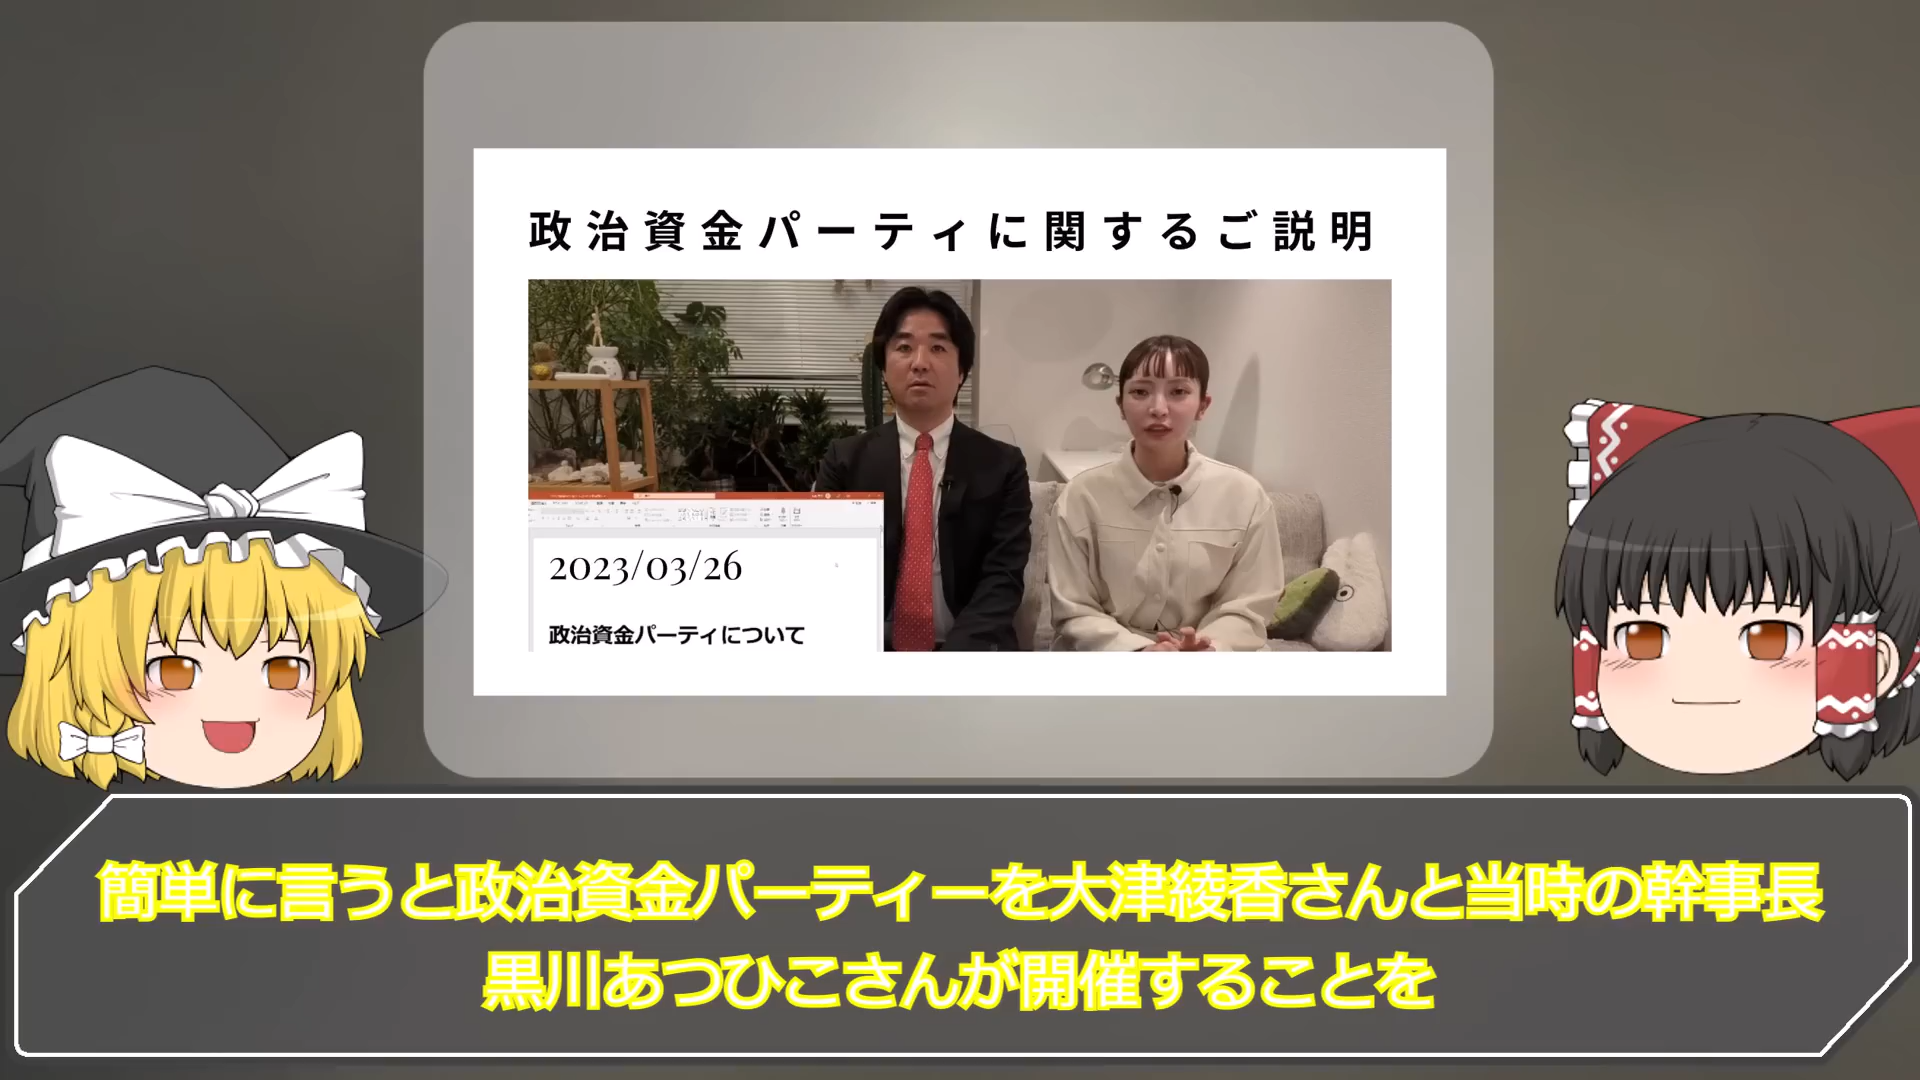 政治資金パーティに関するご説明
2023/03/26
政治資金パーティについて
簡単に言うと政治資金パーティーを大津綾香さんと当時の幹事長
黒川あつひこさんが開催することを